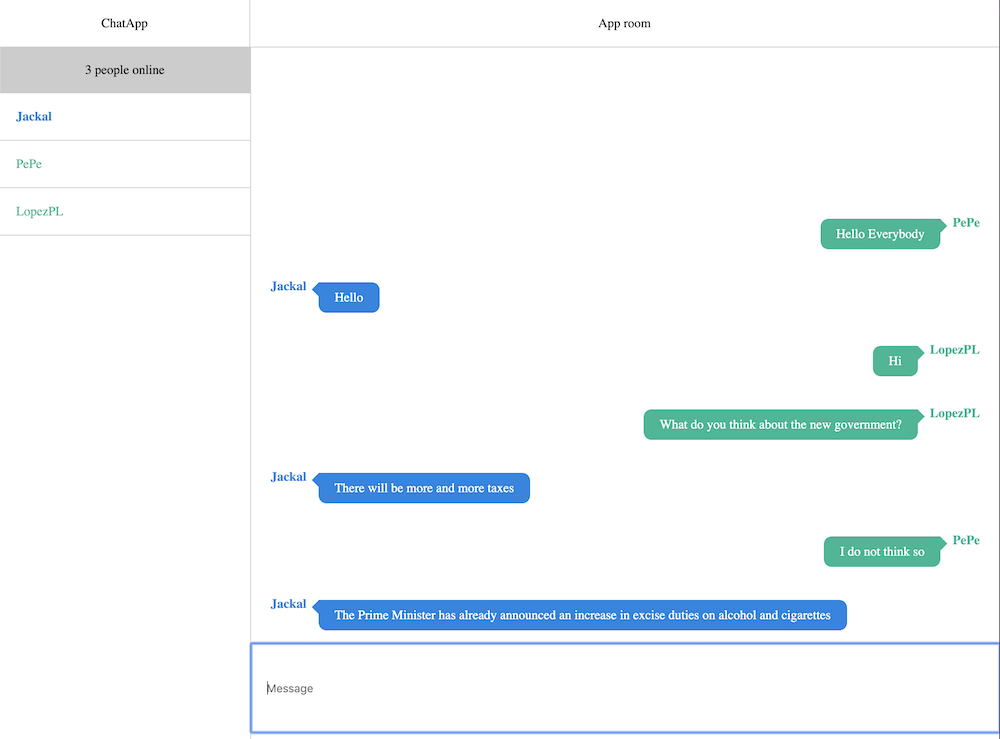 ChatApp
App room
3 people online
Jackal
PePe
LopezPL
Hello Everybody
PePe
Jackal
Hello
Hi
LopezPL
What do you think about the new government?
LopezPL
Jackal
There will be more and more taxes
I do not think so
PePe
Jackal
The Prime Minister has already announced an increase in excise duties on alcohol and cigarettes
Message